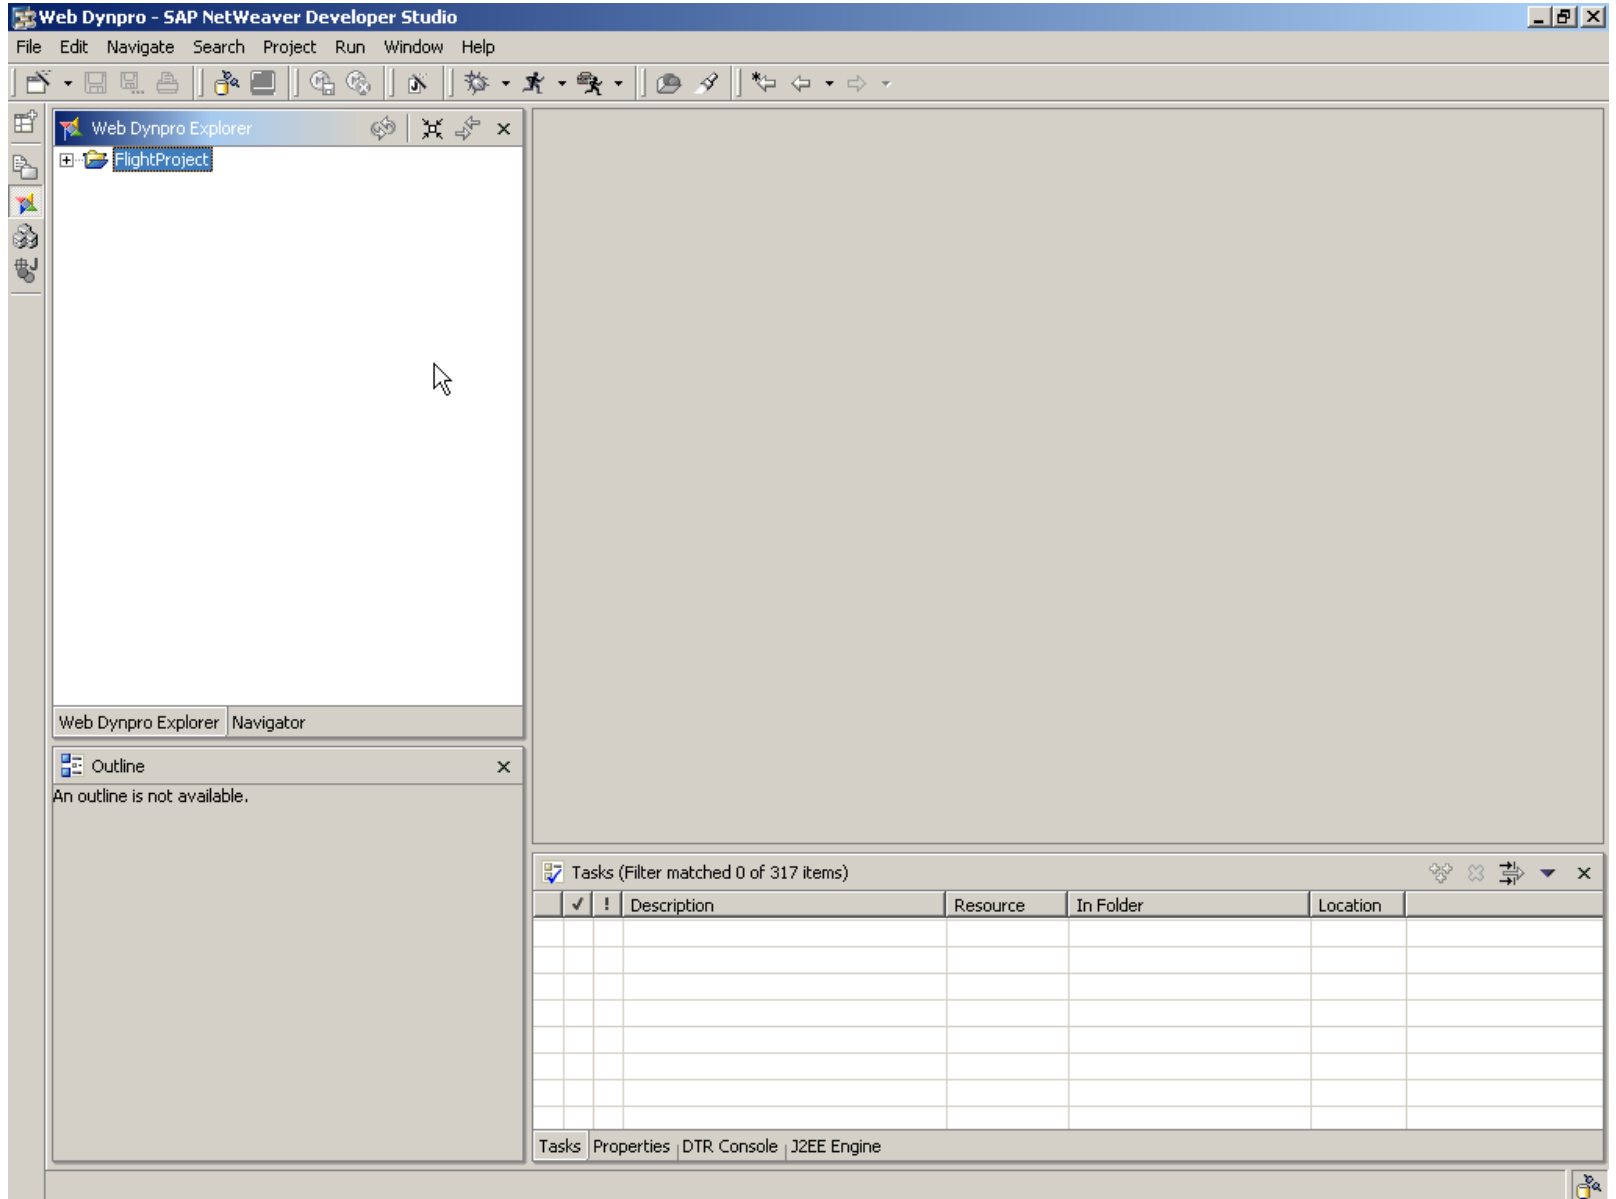 Web Dynpro - SAP NetWeaver Developer Studio
File Edit Navigate Search Project Run Window Help
Web Dynpro Explorer
FlightProject
Web Dynpro Explorer Navigator
Outline
An outline is not available.
Tasks (Filter matched 0 of 317 items)
! Description Resource In Folder Location
Tasks Properties DTR Console J2EE Engine